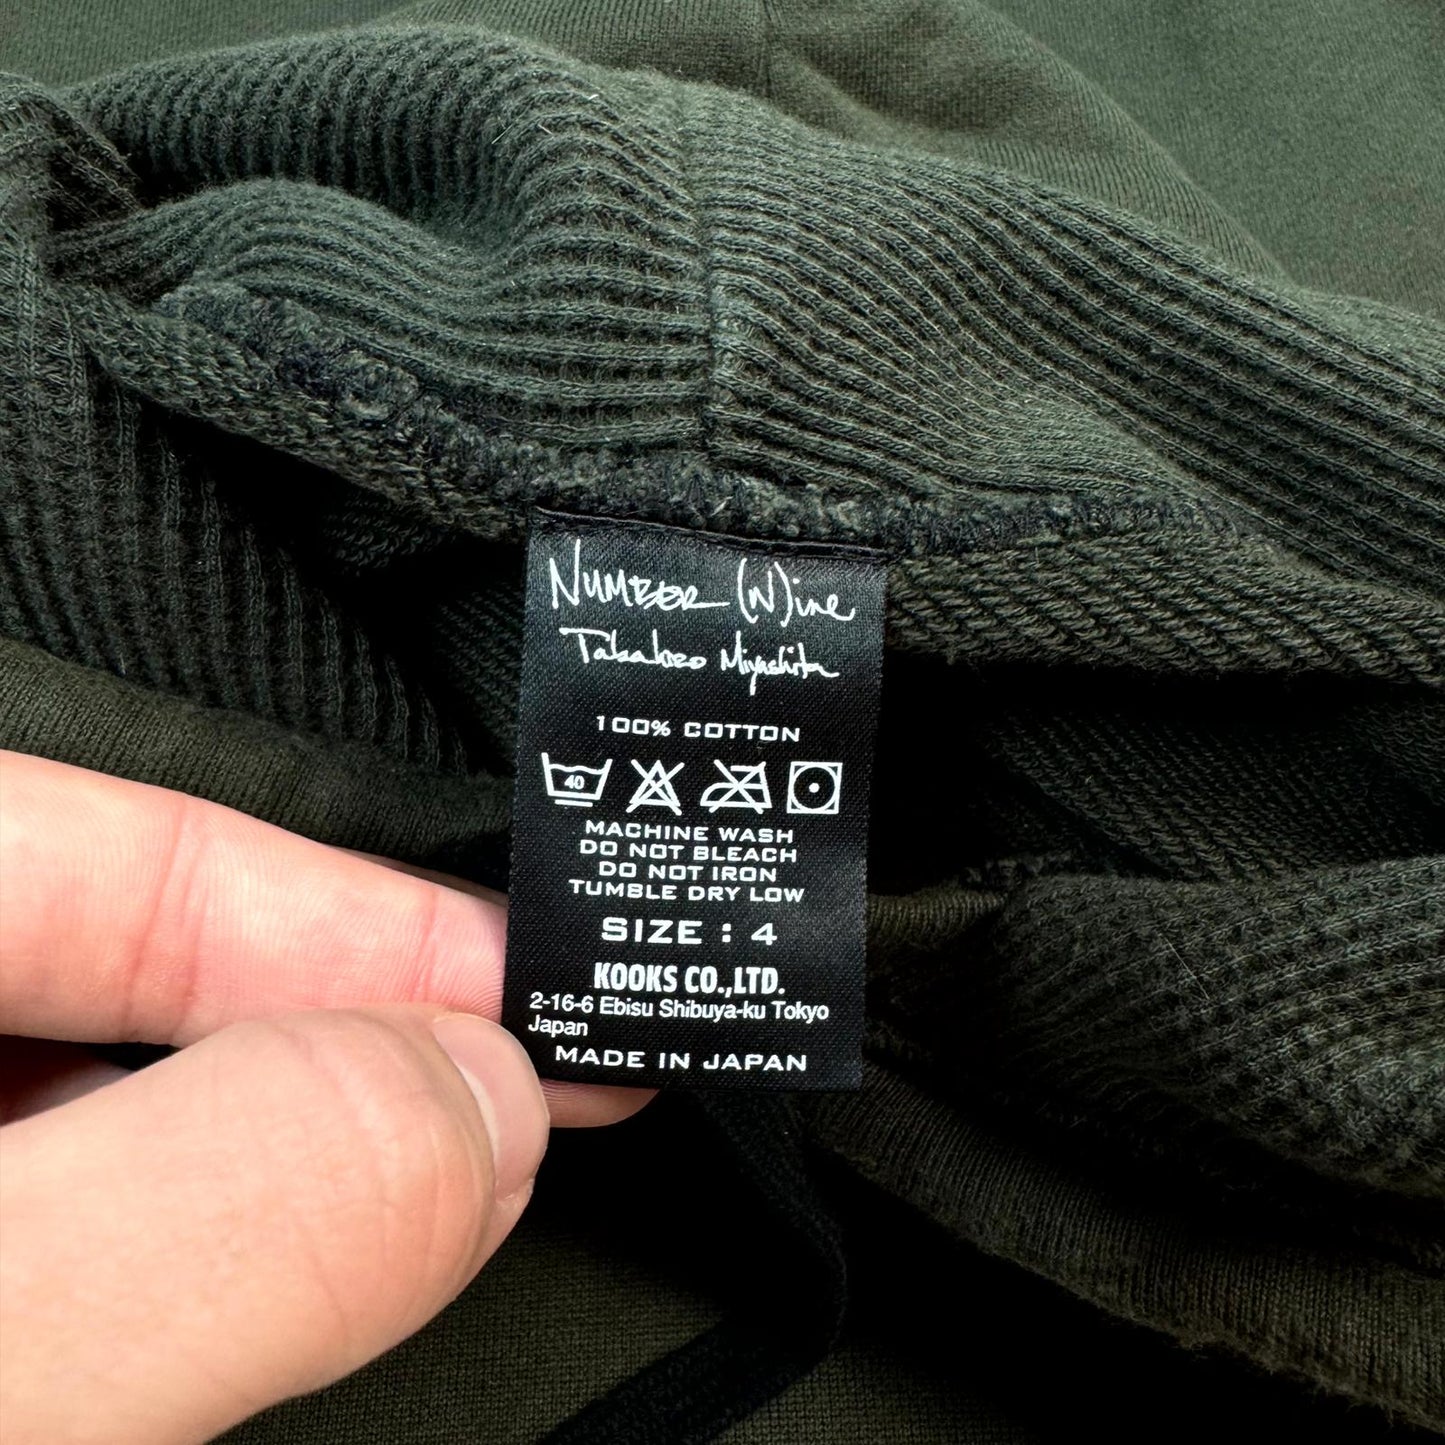 NUMBER (N)ine
Takahiro Miyashita
100% COTTON
40
MACHINE WASH
DO NOT BLEACH
DO NOT IRON
TUMBLE DRY LOW
SIZE : 4
KOOKS CO.,LTD.
2-16-6 Ebisu Shibuya-ku Tokyo
Japan
MADE IN JAPAN